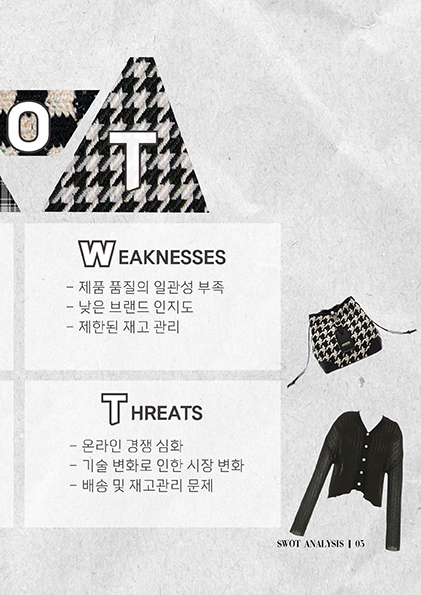 O
T
WEAKNESSES
- 제품 품질의 일관성 부족
- 낮은 브랜드 인지도
- 제한된 재고 관리
THREATS
- 온라인 경쟁 심화
- 기술 변화로 인한 시장 변화
- 배송 및 재고관리 문제
SWOT ANALYSIS | 05